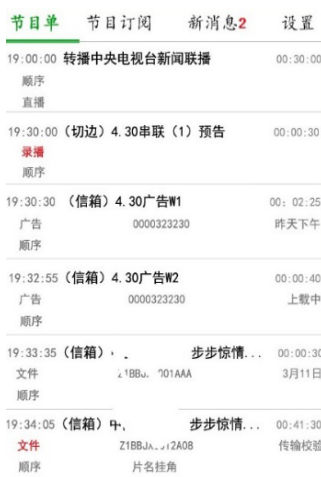 节目单 节目订阅 新消息2 设置
19:00:00 转播中央电视台新闻联播 00:30:00
顺序
直播
19:30:00（切边）4.30串联（1）预告 00:00:30
录播
顺序
19:30:30 （信箱）4.30广告W1 00: 02:25
广告 0000323230 昨天下午
顺序
19:32:55（信箱）4.30广告W2 00:00:40
广告 0000323230 上载中
顺序
19:33:35（信箱） 步步惊情... 00:00:30
文件 01AAA 3月11日
顺序
19:34:05（信箱） 步步惊情... 00:41:30
文件 2A08 传输校验
顺序 片名挂角